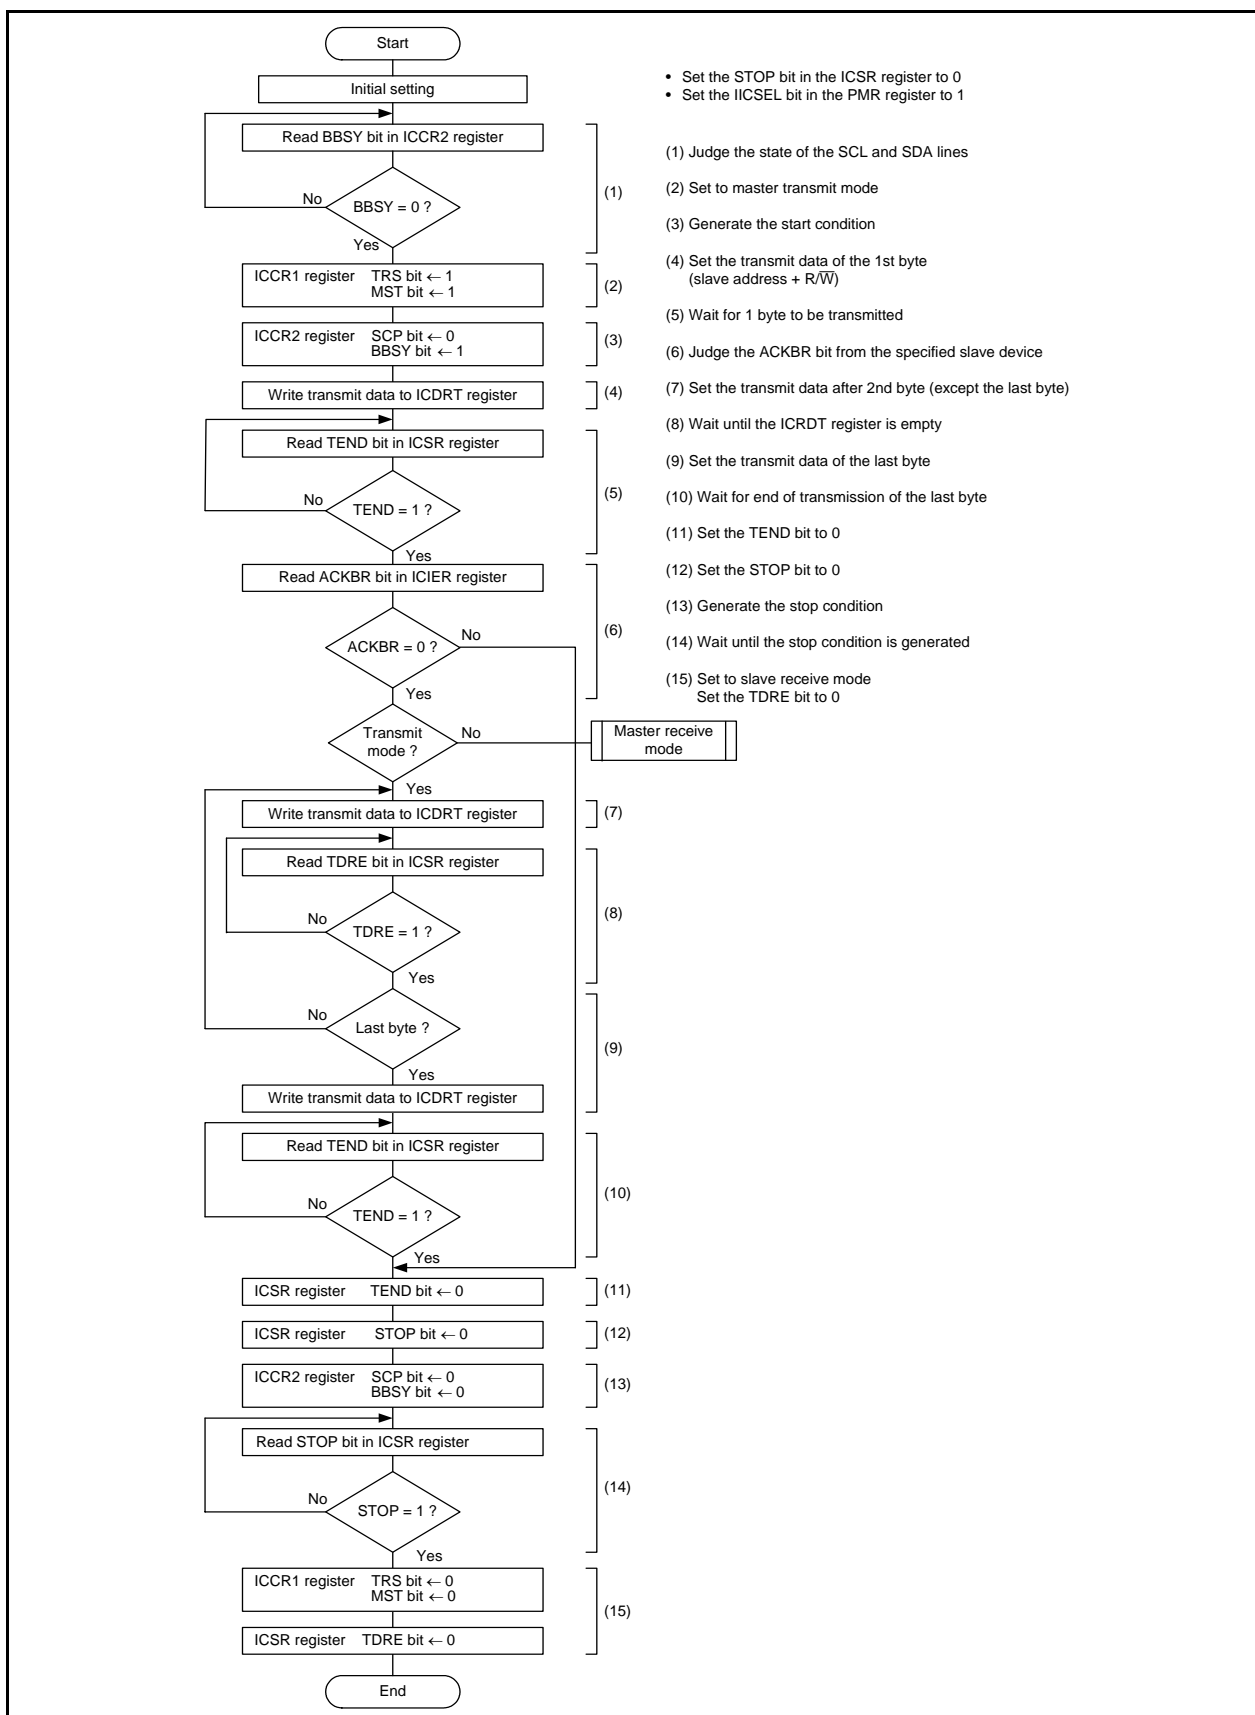 Start
Initial setting
• Set the STOP bit in the ICSR register to 0
• Set the IICSEL bit in the PMR register to 1
Read BBSY bit in ICCR2 register
No
BBSY = 0 ?
Yes
(1)
ICCR1 register TRS bit ← 1
MST bit ← 1
(2)
ICCR2 register SCP bit ← 0
BBSY bit ← 1
(3)
Write transmit data to ICDRT register
(4)
Read TEND bit in ICSR register
No
TEND = 1 ?
Yes
(5)
Read ACKBR bit in ICIER register
ACKBR = 0 ?
No
Yes
(6)
Transmit
mode ?
No
Yes
Master receive
mode
Write transmit data to ICDRT register
(7)
Read TDRE bit in ICSR register
No
TDRE = 1 ?
Yes
(8)
No
Last byte ?
Yes
(9)
Write transmit data to ICDRT register
Read TEND bit in ICSR register
No
TEND = 1 ?
Yes
(10)
ICSR register TEND bit ← 0
(11)
ICSR register STOP bit ← 0
(12)
ICCR2 register SCP bit ← 0
BBSY bit ← 0
(13)
Read STOP bit in ICSR register
No
STOP = 1 ?
Yes
(14)
ICCR1 register TRS bit ← 0
MST bit ← 0
(15)
ICSR register TDRE bit ← 0
End
(1) Judge the state of the SCL and SDA lines
(2) Set to master transmit mode
(3) Generate the start condition
(4) Set the transmit data of the 1st byte
(slave address + R/W̅)
(5) Wait for 1 byte to be transmitted
(6) Judge the ACKBR bit from the specified slave device
(7) Set the transmit data after 2nd byte (except the last byte)
(8) Wait until the ICRDT register is empty
(9) Set the transmit data of the last byte
(10) Wait for end of transmission of the last byte
(11) Set the TEND bit to 0
(12) Set the STOP bit to 0
(13) Generate the stop condition
(14) Wait until the stop condition is generated
(15) Set to slave receive mode
Set the TDRE bit to 0